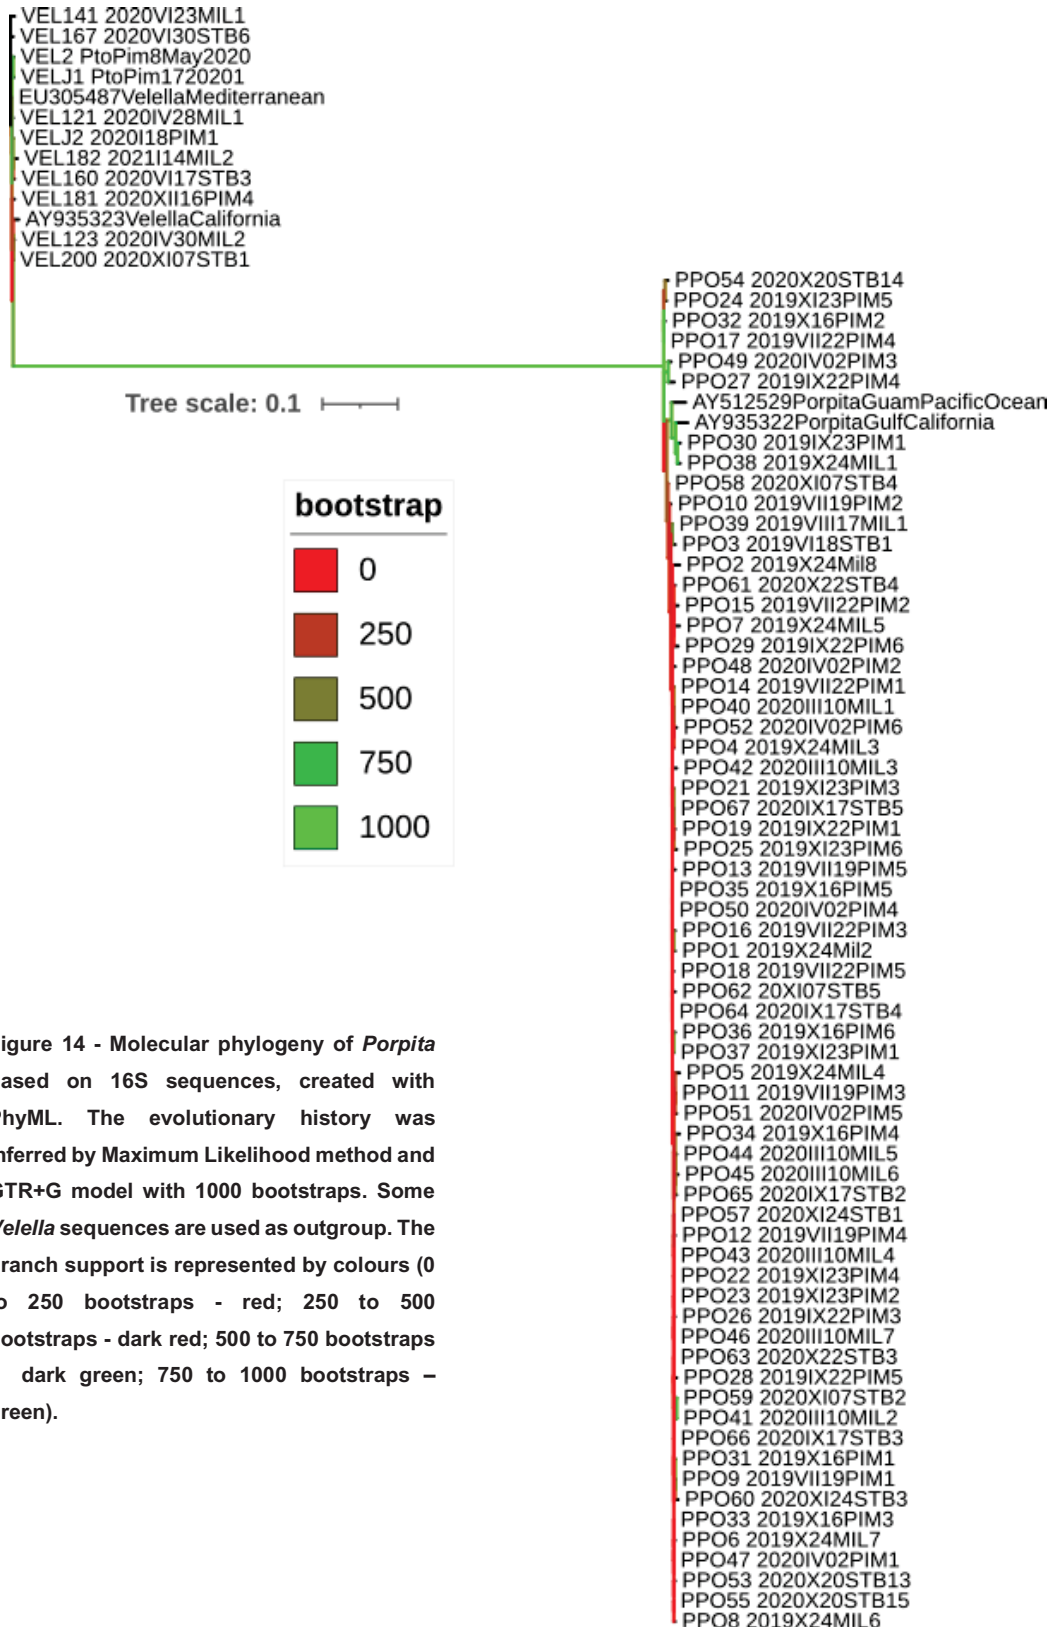 VEL141 2020VI23MIL1
VEL167 2020VI30STB6
VEL2 PtoPim8May2020
VELJ1 PtoPim1720201
EU305487VelellaMediterranean
VEL121 2020IV28MIL1
VELJ2 2020I18PIM1
VEL182 2021I14MIL2
VEL160 2020VI17STB3
VEL181 2020XII16PIM4
AY935323VelellaCalifornia
VEL123 2020IV30MIL2
VEL200 2020XI07STB1
PPO54 2020X20STB14
PPO24 2019XI23PIM5
PPO32 2019X16PIM2
PPO17 2019VII22PIM4
PPO49 2020IV02PIM3
PPO27 2019IX22PIM4
AY512529PorpitaGuamPacificOcean
AY935322PorpitaGulfCalifornia
PPO30 2019IX23PIM1
PPO38 2019X24MIL1
PPO58 2020XI07STB4
PPO10 2019VII19PIM2
PPO39 2019VIII17MIL1
PPO3 2019VI18STB1
PPO2 2019X24Mil8
PPO61 2020X22STB4
PPO15 2019VII22PIM2
PPO7 2019X24MIL5
PPO29 2019IX22PIM6
PPO48 2020IV02PIM2
PPO14 2019VII22PIM1
PPO40 2020III10MIL1
PPO52 2020IV02PIM6
PPO4 2019X24MIL3
PPO42 2020III10MIL3
PPO21 2019XI23PIM3
PPO67 2020IX17STB5
PPO19 2019IX22PIM1
PPO25 2019XI23PIM6
PPO13 2019VII19PIM5
PPO35 2019X16PIM5
PPO50 2020IV02PIM4
PPO16 2019VII22PIM3
PPO1 2019X24Mil2
PPO18 2019VII22PIM5
PPO62 20XI07STB5
PPO64 2020IX17STB4
PPO36 2019X16PIM6
PPO37 2019XI23PIM1
PPO5 2019X24MIL4
PPO11 2019VII19PIM3
PPO51 2020IV02PIM5
PPO34 2019X16PIM4
PPO44 2020III10MIL5
PPO45 2020III10MIL6
PPO65 2020IX17STB2
PPO57 2020XI24STB1
PPO12 2019VII19PIM4
PPO43 2020III10MIL4
PPO22 2019XI23PIM4
PPO23 2019XI23PIM2
PPO26 2019IX22PIM3
PPO46 2020III10MIL7
PPO63 2020X22STB3
PPO28 2019IX22PIM5
PPO59 2020XI07STB2
PPO41 2020III10MIL2
PPO66 2020IX17STB3
PPO31 2019X16PIM1
PPO9 2019VII19PIM1
PPO60 2020XI24STB3
PPO33 2019X16PIM3
PPO6 2019X24MIL7
PPO47 2020IV02PIM1
PPO53 2020X20STB13
PPO55 2020X20STB15
PPO8 2019X24MIL6
Tree scale: 0.1
bootstrap
0
250
500
750
1000
igure 14 - Molecular phylogeny of Porpita
ased on 16S sequences, created with
PhyML. The evolutionary history was
nferred by Maximum Likelihood method and
GTR+G model with 1000 bootstraps. Some
Velella sequences are used as outgroup. The
ranch support is represented by colours (0
o 250 bootstraps - red; 250 to 500
ootstraps - dark red; 500 to 750 bootstraps
dark green; 750 to 1000 bootstraps –
reen).